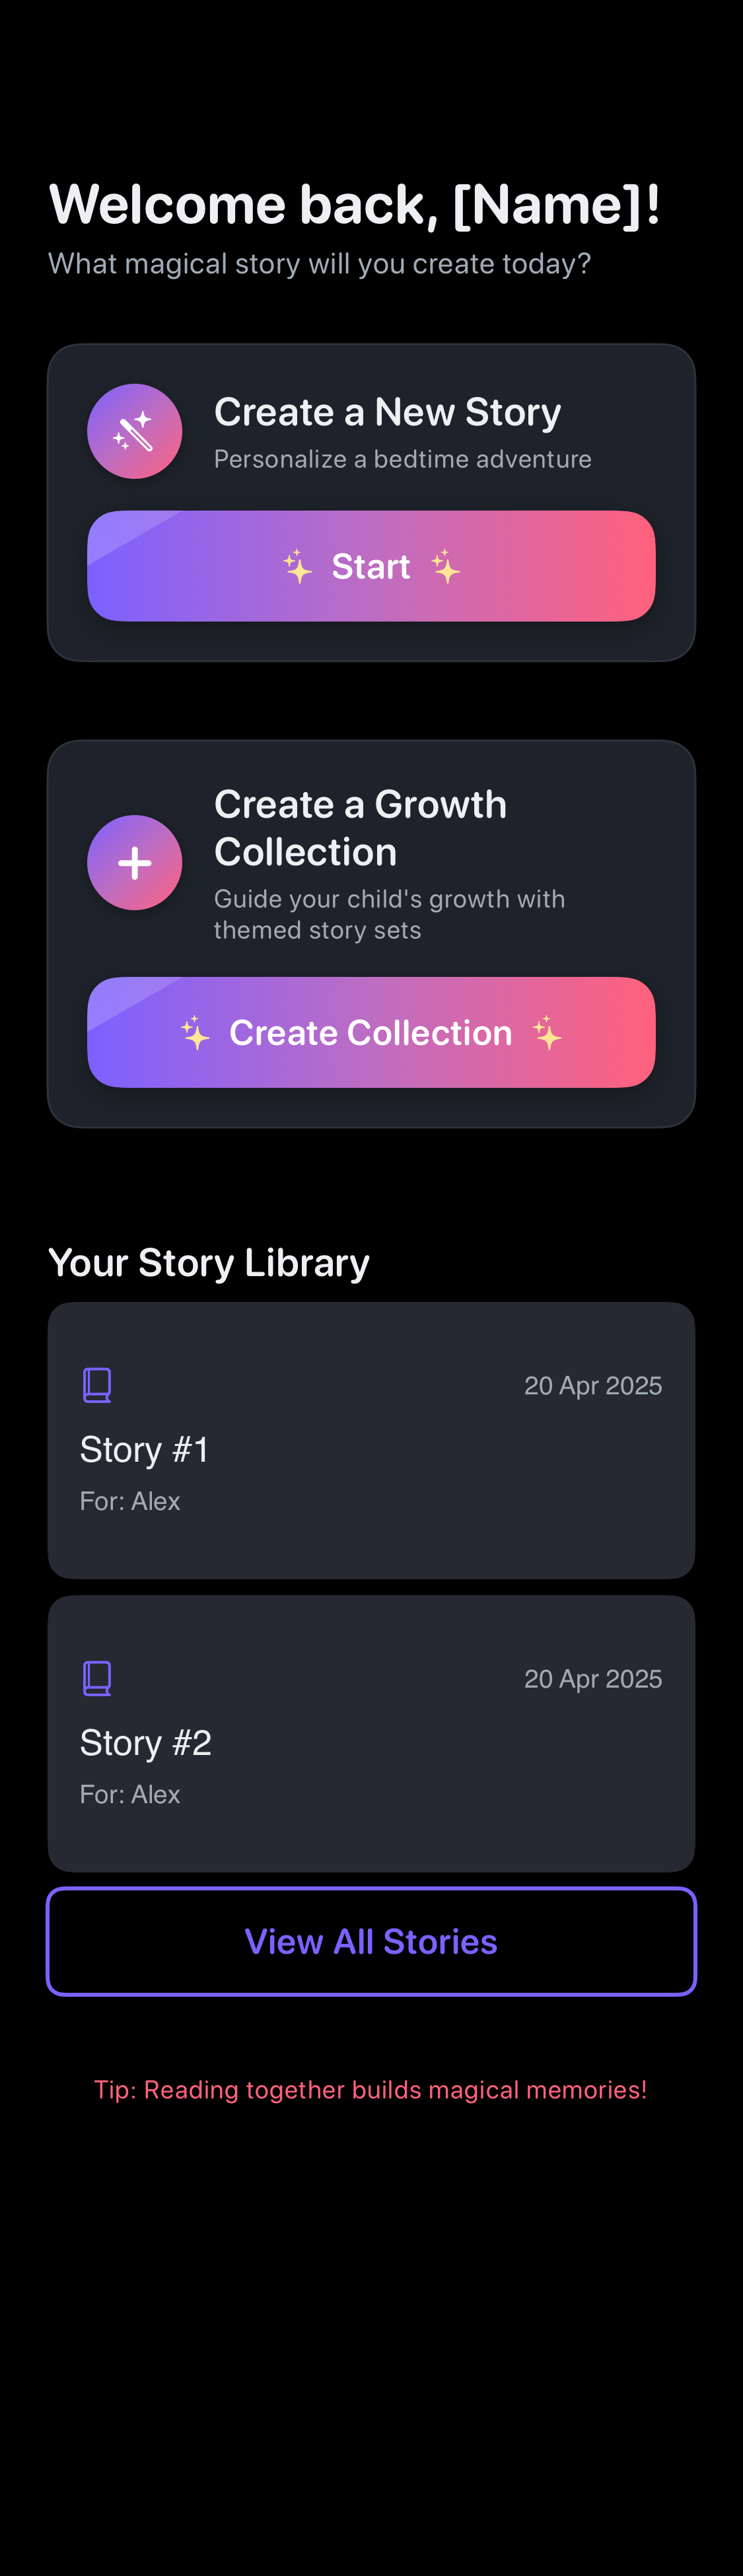 Welcome back, [Name]!
What magical story will you create today?
Create a New Story
Personalize a bedtime adventure
✨ Start ✨
Create a Growth
Collection
Guide your child's growth with
themed story sets
✨ Create Collection ✨
Your Story Library
20 Apr 2025
Story #1
For: Alex
20 Apr 2025
Story #2
For: Alex
View All Stories
Tip: Reading together builds magical memories!